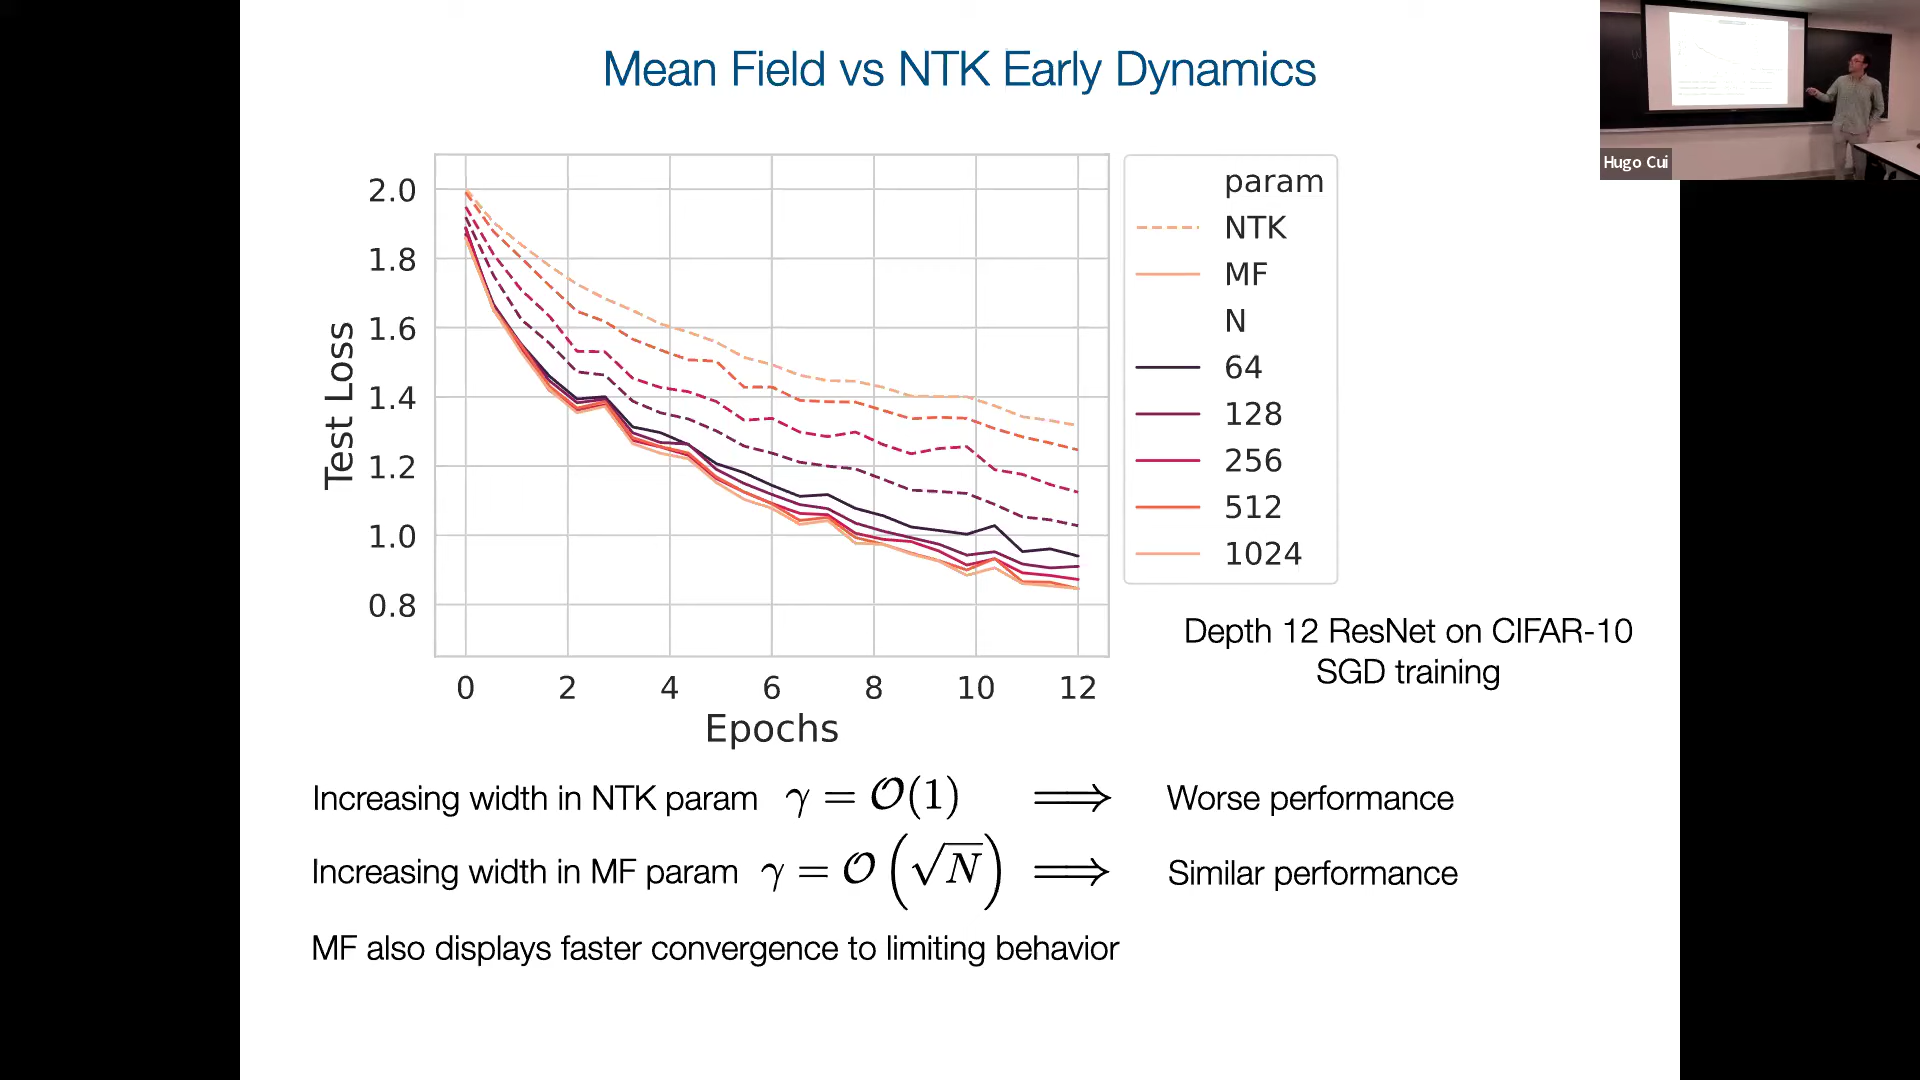 Mean Field vs NTK Early Dynamics
Hugo Cui
Test Loss
2.0
1.8
1.6
1.4
1.2
1.0
0.8
0 2 4 6 8 10 12
Epochs
param
NTK
MF
N
64
128
256
512
1024
Depth 12 ResNet on CIFAR-10
SGD training
Increasing width in NTK param γ = 𝒪(1) ⟹ Worse performance
Increasing width in MF param γ = 𝒪(√N) ⟹ Similar performance
MF also displays faster convergence to limiting behavior